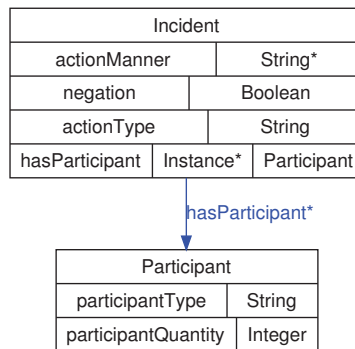 Incident
actionManner String*
negation Boolean
actionType String
hasParticipant Instance* Participant
hasParticipant*
Participant
participantType String
participantQuantity Integer